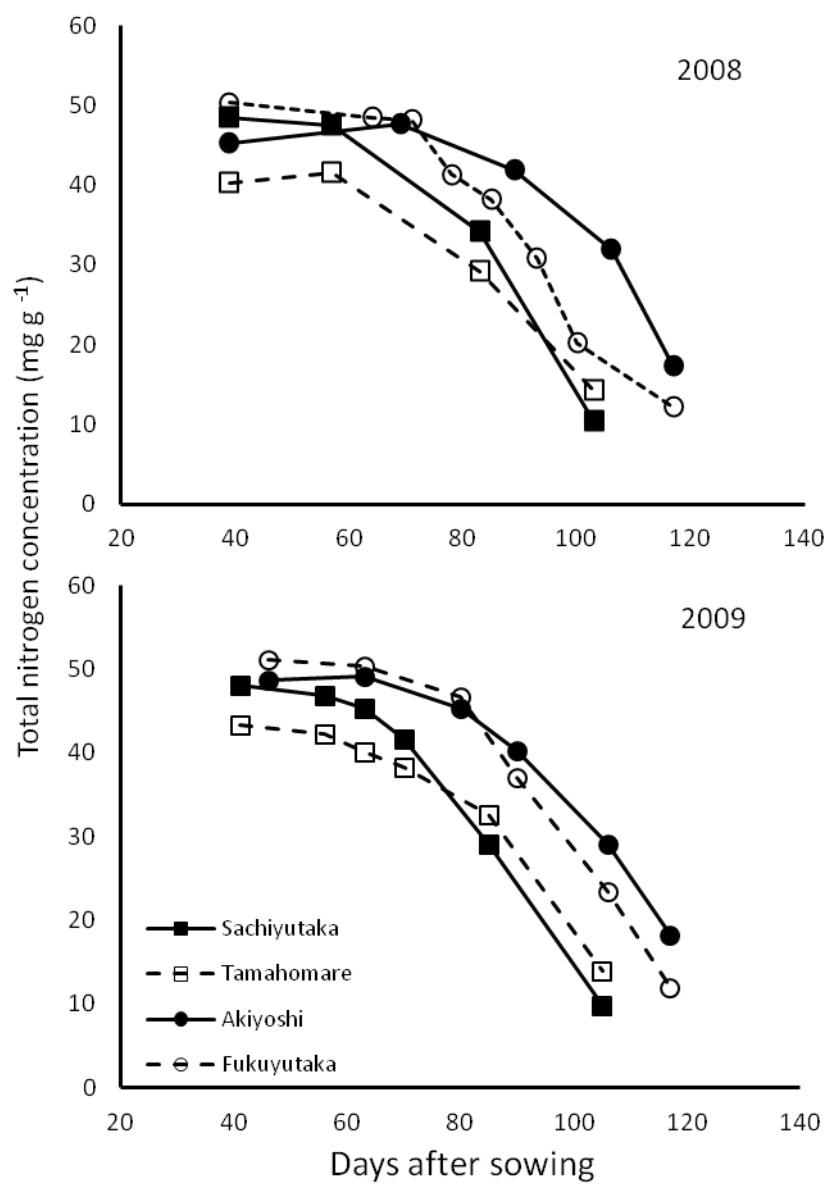 60
2008
50
40
30
20
10
0
20 40 60 80 100 120 140
Total nitrogen concentration (mg g -1)
60
2009
50
40
30
20
10
0
Sachiyutaka
Tamahomare
Akiyoshi
Fukuyutaka
20 40 60 80 100 120 140
Days after sowing